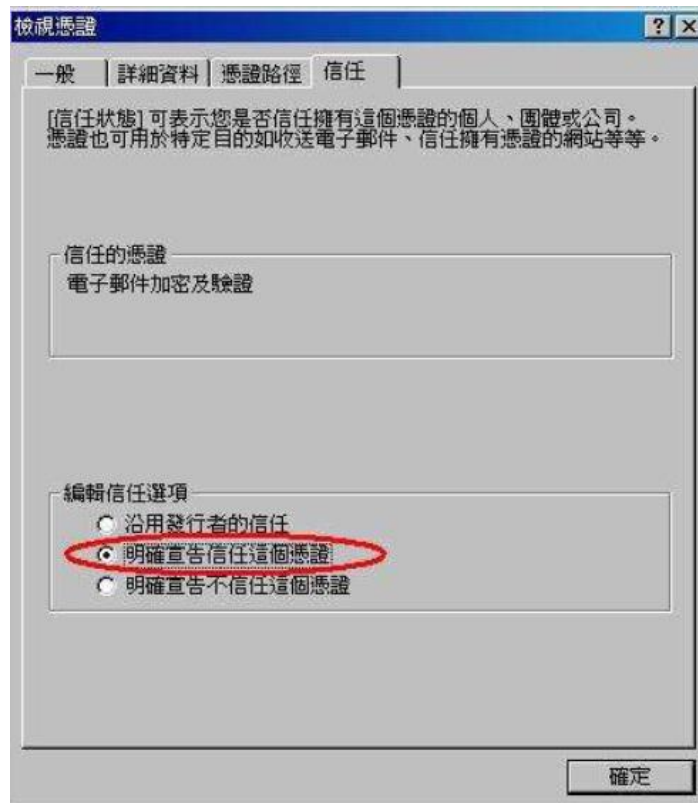 檢視憑證
一般 詳細資料 憑證路徑 信任
[信任狀態] 可表示您是否信任擁有這個憑證的個人、團體或公司。
憑證也可用於特定目的如收送電子郵件、信任擁有憑證的網站等等。
信任的憑證
電子郵件加密及驗證
編輯信任選項
沿用發行者的信任
明確宣告信任這個憑證
明確宣告不信任這個憑證
確定